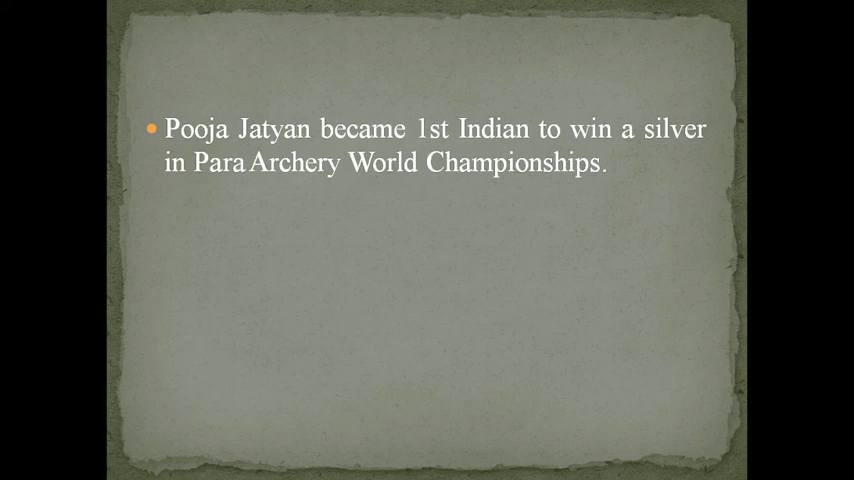 Pooja Jatyan became 1st Indian to win a silver
in Para Archery World Championships.